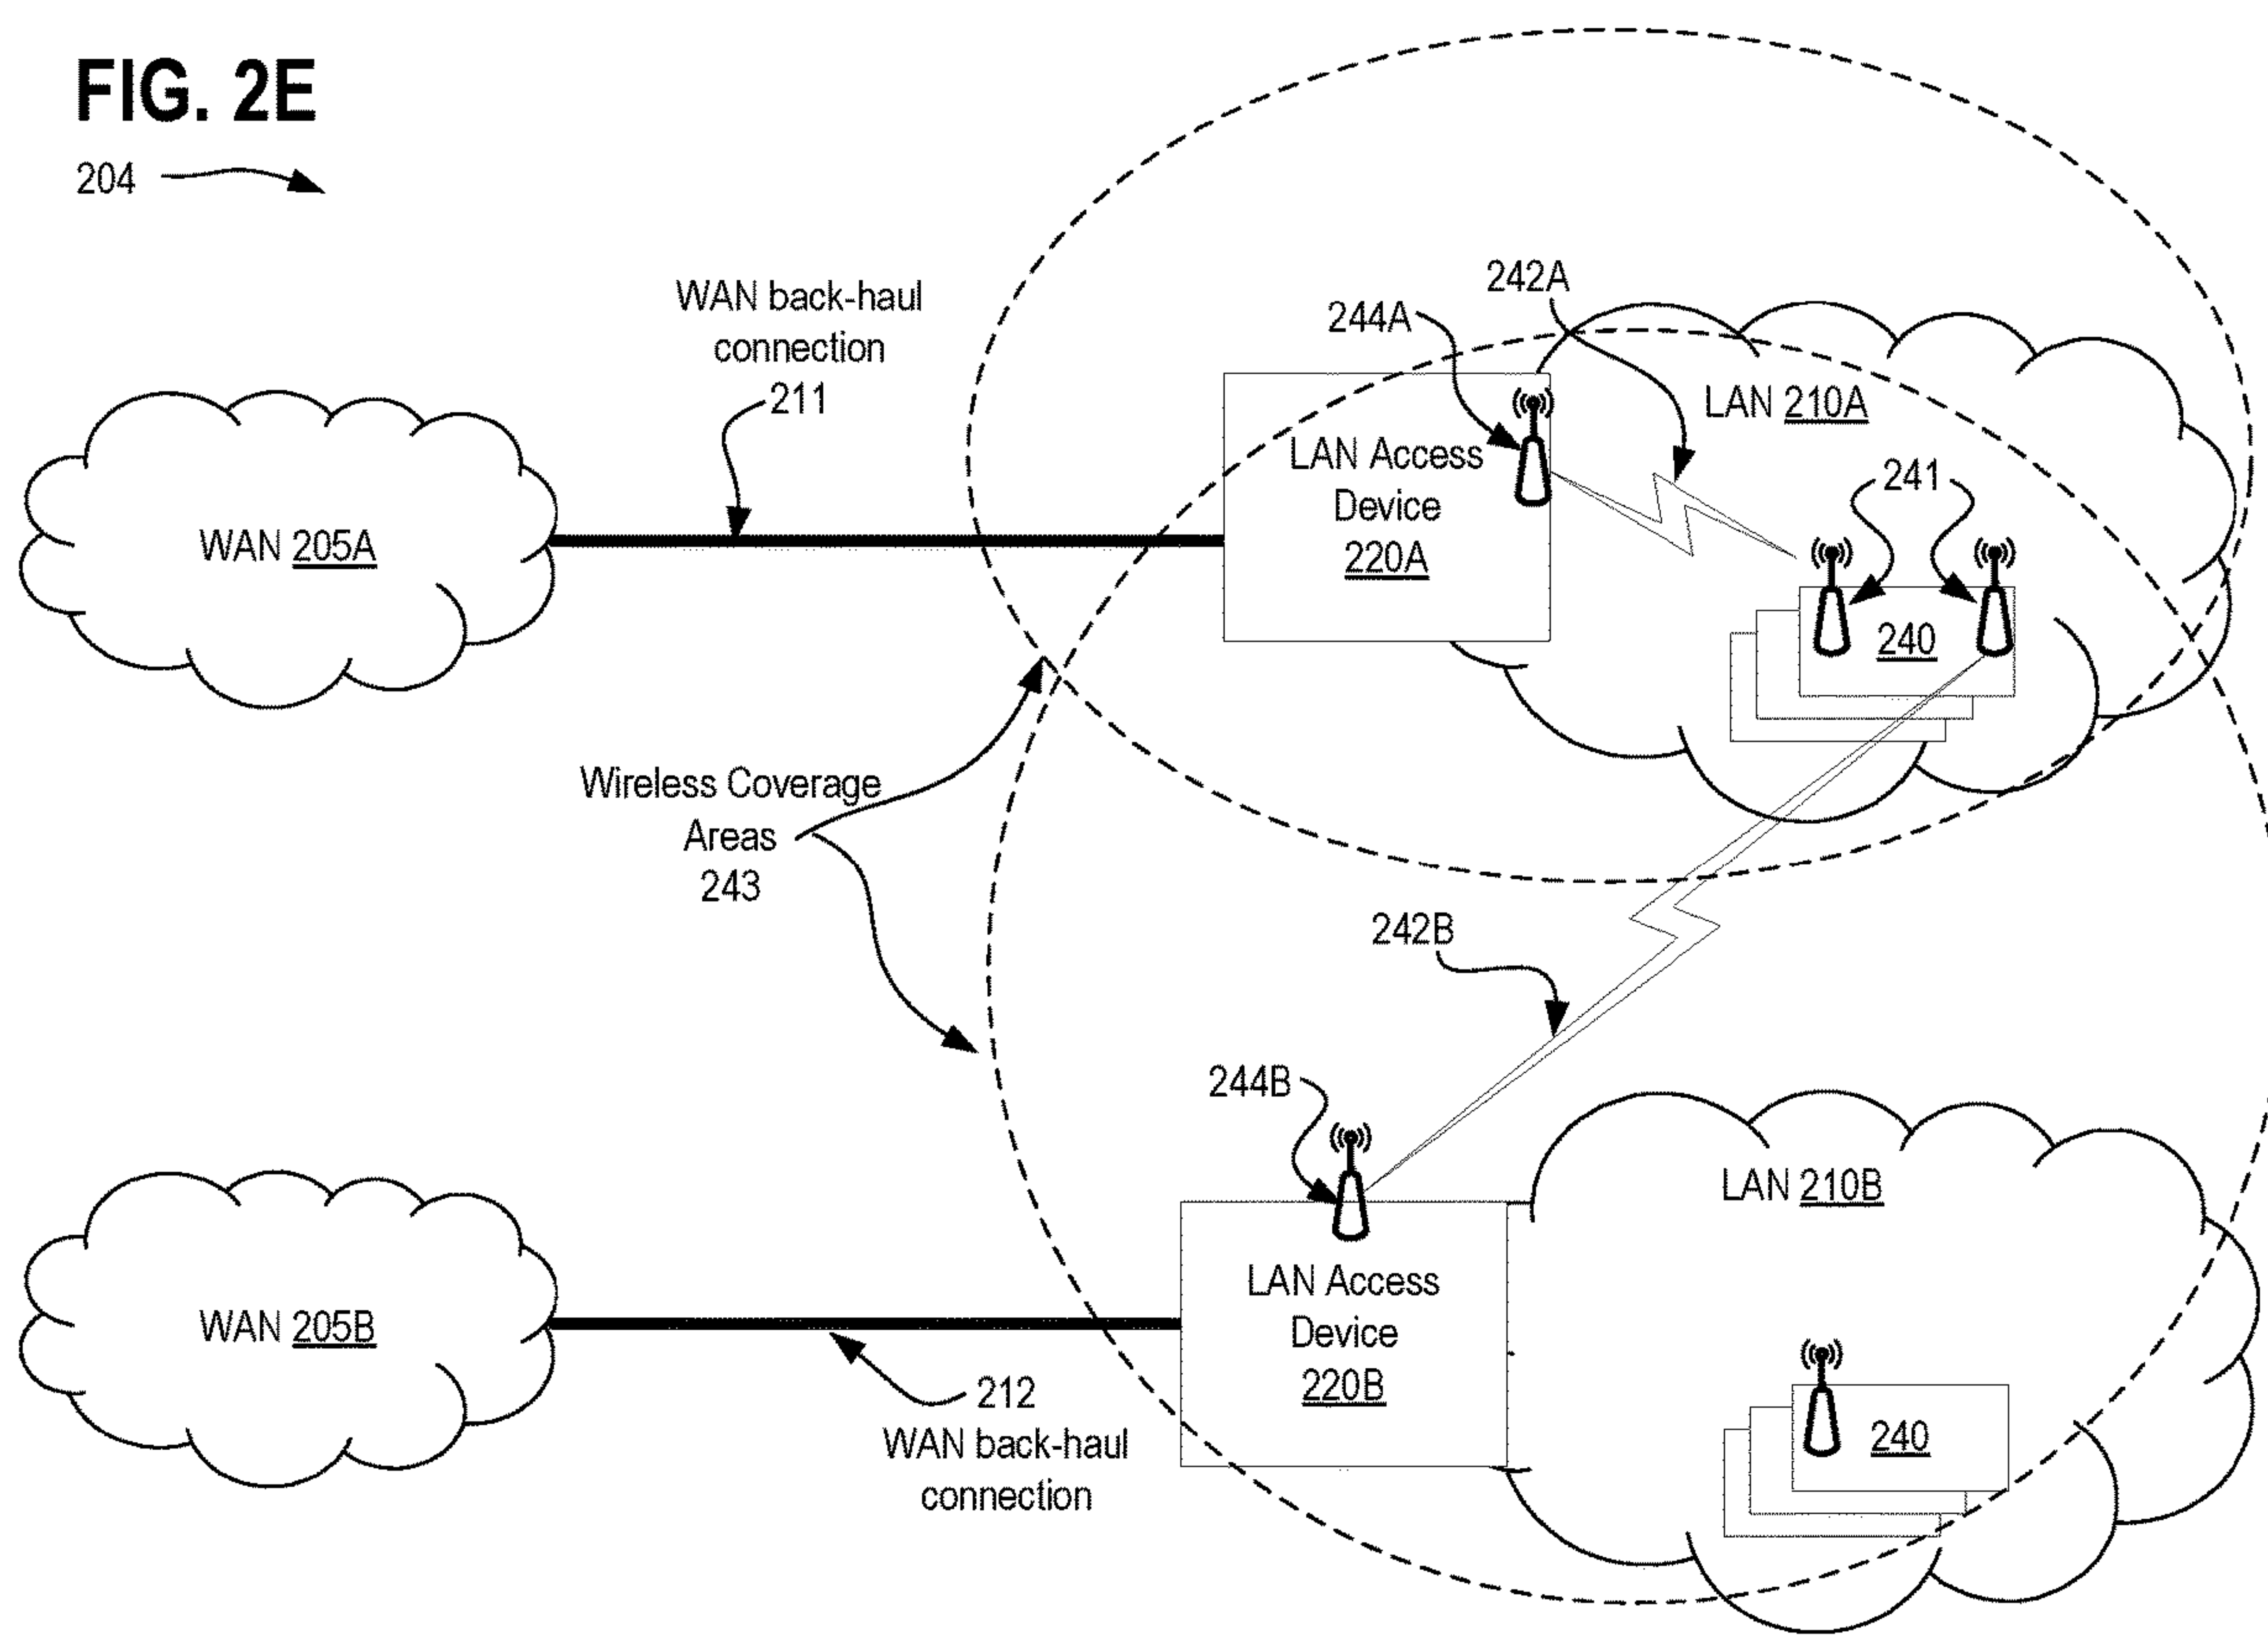 FIG. 2E
204
WAN back-haul
connection
211
242A
244A
LAN 210A
LAN Access
Device
220A
241
WAN 205A
240
Wireless Coverage
Areas
243
242B
244B
LAN 210B
LAN Access
Device
220B
WAN 205B
212
WAN back-haul
connection
240